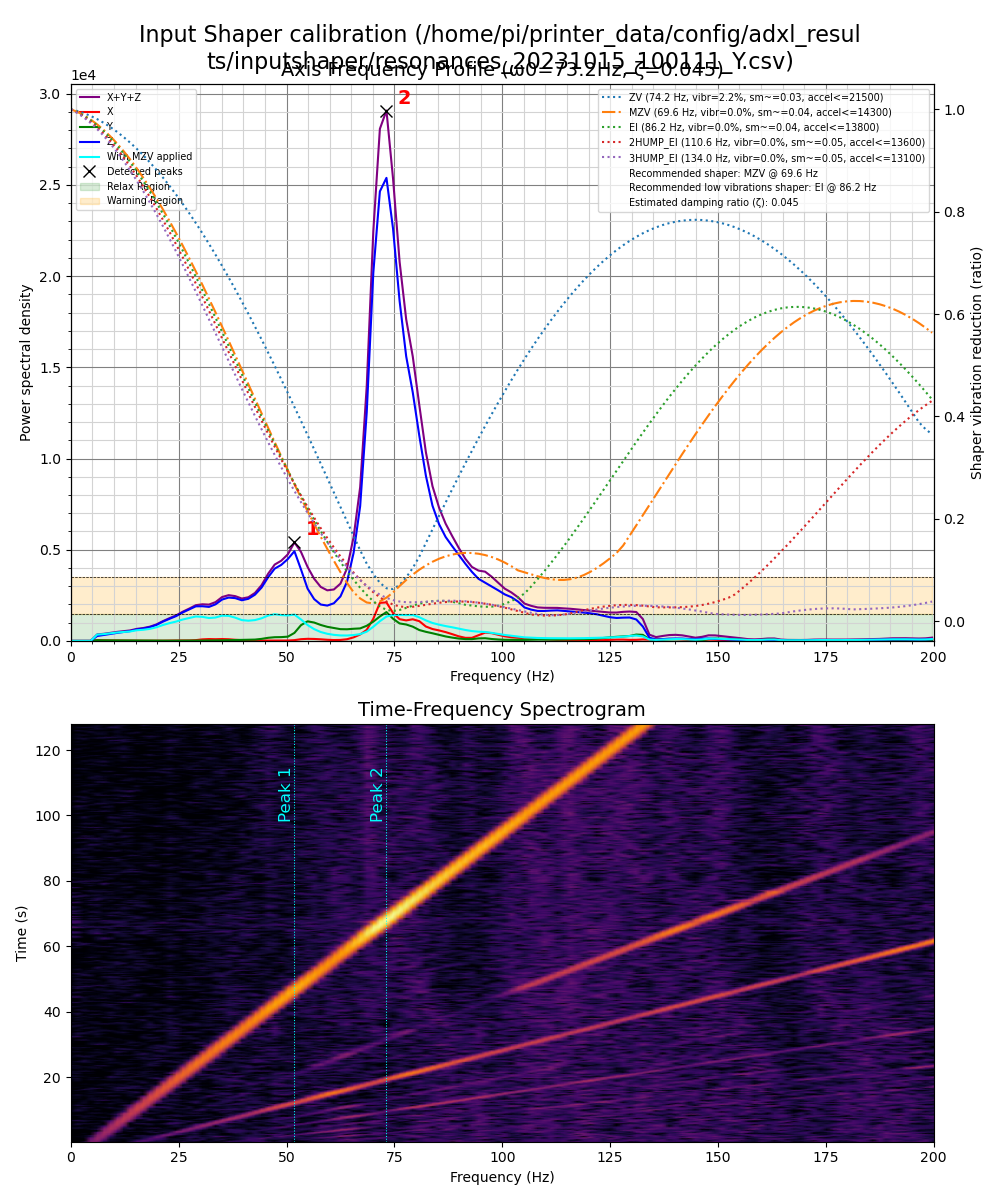 Input Shaper calibration (/home/pi/printer_data/config/adxl_resul
ts/inputshaper/resonances_20231015_100111_Y.csv)
Axis Frequency Profile (ω0=73.2Hz, ζ=0.045)
1e4
X+Y+Z
X
Y
Z
With MZV applied
Detected peaks
Relax Region
Warning Region
ZV (74.2 Hz, vibr=2.2%, sm~=0.03, accel<=21500)
MZV (69.6 Hz, vibr=0.0%, sm~=0.04, accel<=14300)
EI (86.2 Hz, vibr=0.0%, sm~=0.04, accel<=13800)
2HUMP_EI (110.6 Hz, vibr=0.0%, sm~=0.05, accel<=13600)
3HUMP_EI (134.0 Hz, vibr=0.0%, sm~=0.05, accel<=13100)
Recommended shaper: MZV @ 69.6 Hz
Recommended low vibrations shaper: EI @ 86.2 Hz
Estimated damping ratio (ζ): 0.045
2
1
3.0
2.5
2.0
1.5
1.0
0.5
0.0
Power spectral density
1.0
0.8
0.6
0.4
0.2
0.0
Shaper vibration reduction (ratio)
0 25 50 75 100 125 150 175 200
Frequency (Hz)
Time-Frequency Spectrogram
Peak 1
Peak 2
120
100
80
60
40
20
Time (s)
0 25 50 75 100 125 150 175 200
Frequency (Hz)